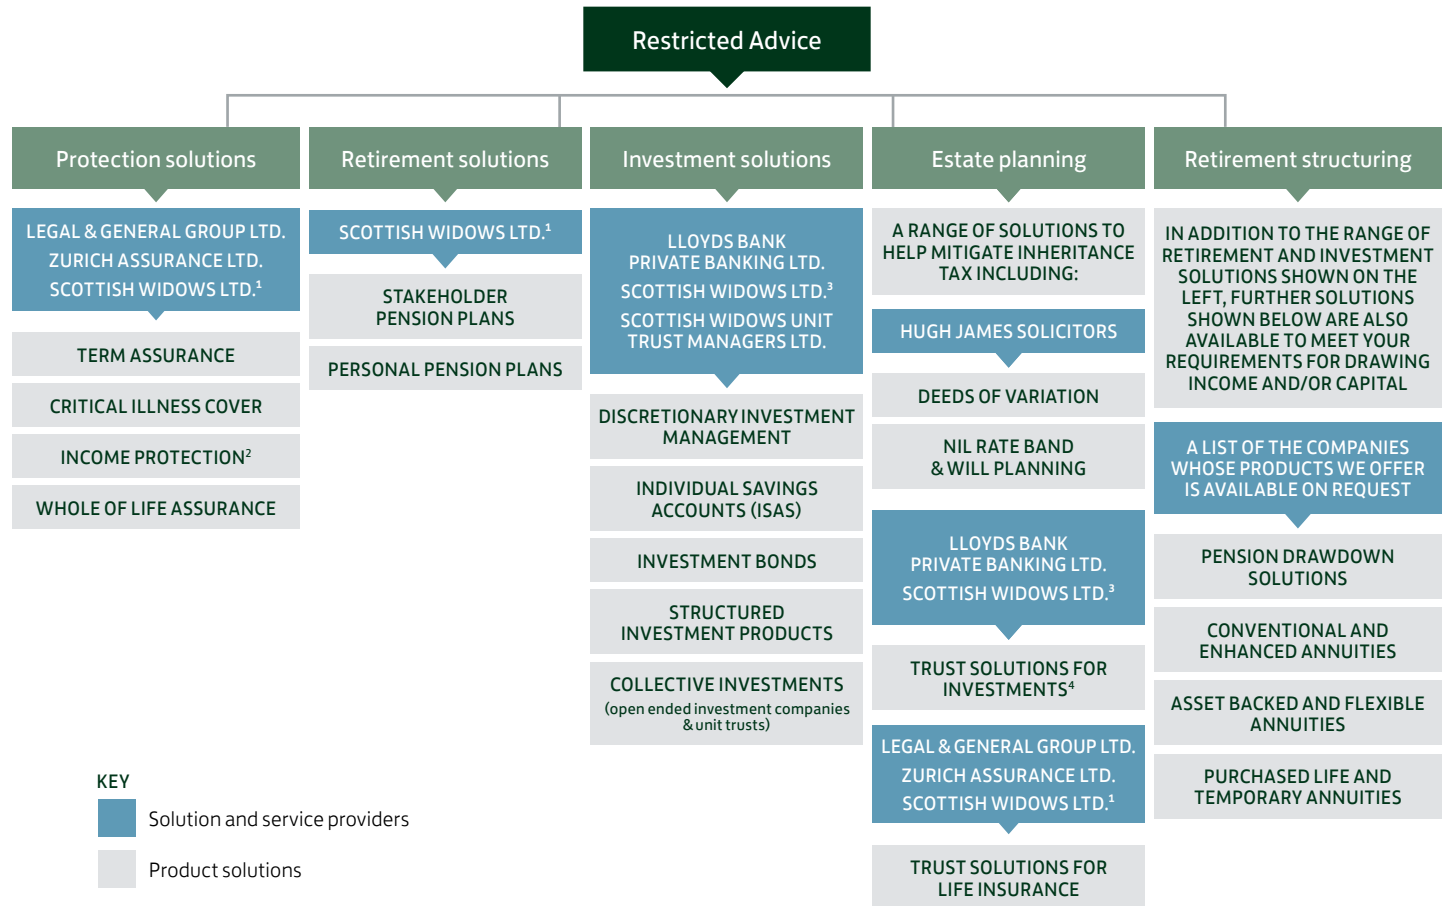 Restricted Advice
Protection solutions
LEGAL & GENERAL GROUP LTD.
ZURICH ASSURANCE LTD.
SCOTTISH WIDOWS LTD.¹
TERM ASSURANCE
CRITICAL ILLNESS COVER
INCOME PROTECTION²
WHOLE OF LIFE ASSURANCE
Retirement solutions
SCOTTISH WIDOWS LTD.¹
STAKEHOLDER
PENSION PLANS
PERSONAL PENSION PLANS
Investment solutions
LLOYDS BANK
PRIVATE BANKING LTD.
SCOTTISH WIDOWS LTD.³
SCOTTISH WIDOWS UNIT
TRUST MANAGERS LTD.
DISCRETIONARY INVESTMENT
MANAGEMENT
INDIVIDUAL SAVINGS
ACCOUNTS (ISAS)
INVESTMENT BONDS
STRUCTURED
INVESTMENT PRODUCTS
COLLECTIVE INVESTMENTS
(open ended investment companies
& unit trusts)
Estate planning
A RANGE OF SOLUTIONS TO
HELP MITIGATE INHERITANCE
TAX INCLUDING:
HUGH JAMES SOLICITORS
DEEDS OF VARIATION
NIL RATE BAND
& WILL PLANNING
LLOYDS BANK
PRIVATE BANKING LTD.
SCOTTISH WIDOWS LTD.³
TRUST SOLUTIONS FOR
INVESTMENTS⁴
LEGAL & GENERAL GROUP LTD.
ZURICH ASSURANCE LTD.
SCOTTISH WIDOWS LTD.¹
TRUST SOLUTIONS FOR
LIFE INSURANCE
Retirement structuring
IN ADDITION TO THE RANGE OF
RETIREMENT AND INVESTMENT
SOLUTIONS SHOWN ON THE
LEFT, FURTHER SOLUTIONS
SHOWN BELOW ARE ALSO
AVAILABLE TO MEET YOUR
REQUIREMENTS FOR DRAWING
INCOME AND/OR CAPITAL
A LIST OF THE COMPANIES
WHOSE PRODUCTS WE OFFER
IS AVAILABLE ON REQUEST
PENSION DRAWDOWN
SOLUTIONS
CONVENTIONAL AND
ENHANCED ANNUITIES
ASSET BACKED AND FLEXIBLE
ANNUITIES
PURCHASED LIFE AND
TEMPORARY ANNUITIES
KEY
Solution and service providers
Product solutions